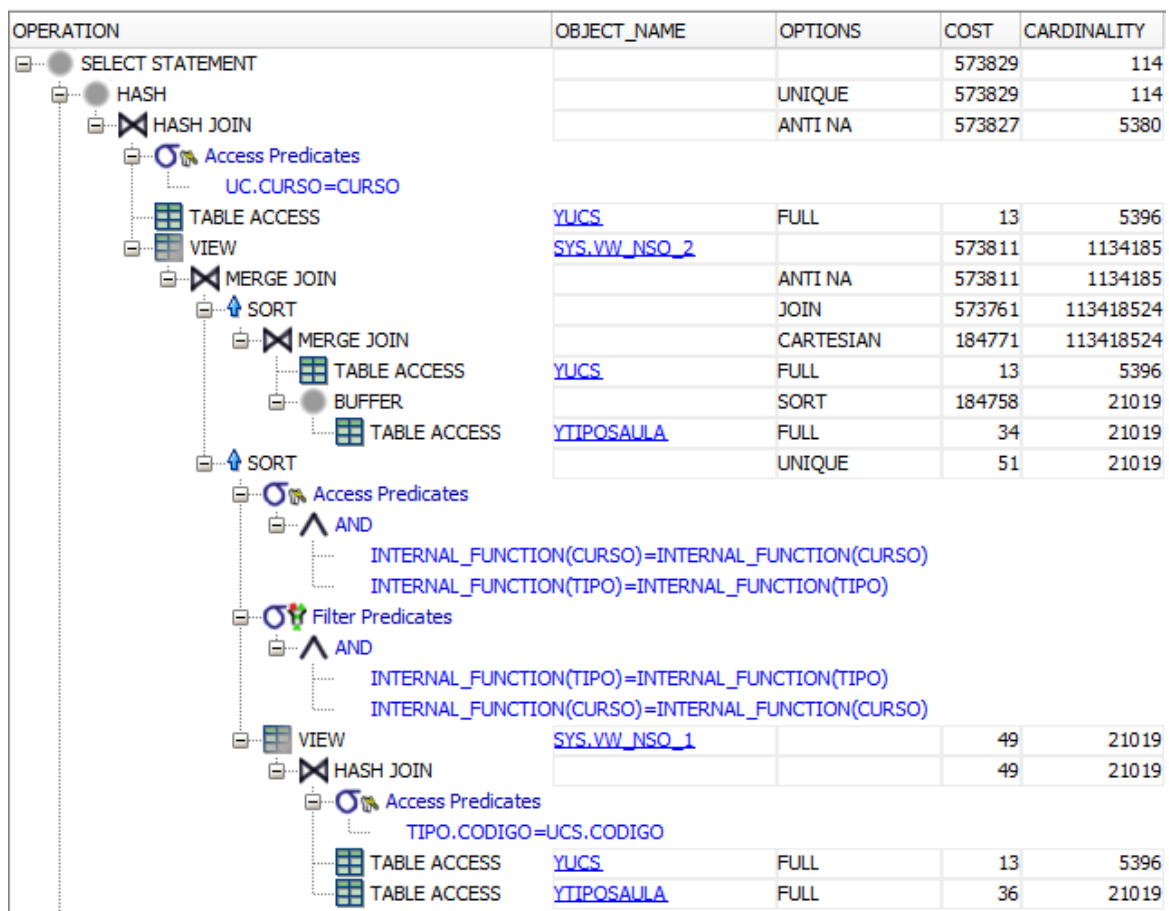 OPERATION OBJECT_NAME OPTIONS COST CARDINALITY
SELECT STATEMENT 573829 114
HASH UNIQUE 573829 114
HASH JOIN ANTI NA 573827 5380
Access Predicates
UC.CURSO=CURSO
TABLE ACCESS YUCS FULL 13 5396
VIEW SYS.VW_NSO_2 573811 1134185
MERGE JOIN ANTI NA 573811 1134185
SORT JOIN 573761 113418524
MERGE JOIN CARTESIAN 184771 113418524
TABLE ACCESS YUCS FULL 13 5396
BUFFER SORT 184758 21019
TABLE ACCESS YTIPOSAULA FULL 34 21019
SORT UNIQUE 51 21019
Access Predicates
AND
INTERNAL_FUNCTION(CURSO)=INTERNAL_FUNCTION(CURSO)
INTERNAL_FUNCTION(TIPO)=INTERNAL_FUNCTION(TIPO)
Filter Predicates
AND
INTERNAL_FUNCTION(TIPO)=INTERNAL_FUNCTION(TIPO)
INTERNAL_FUNCTION(CURSO)=INTERNAL_FUNCTION(CURSO)
VIEW SYS.VW_NSO_1 49 21019
HASH JOIN 49 21019
Access Predicates
TIPO.CODIGO=UCS.CODIGO
TABLE ACCESS YUCS FULL 13 5396
TABLE ACCESS YTIPOSAULA FULL 36 21019